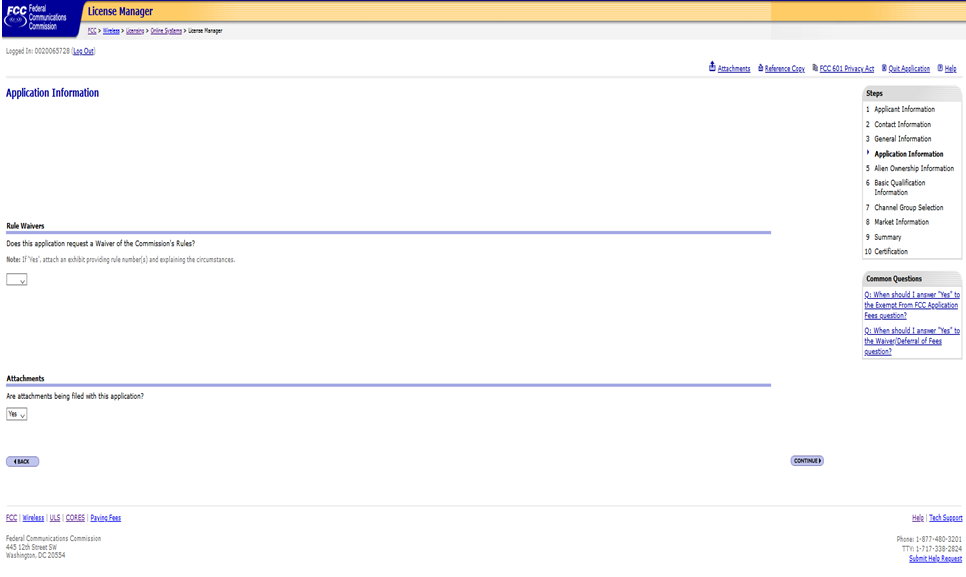 FCC Federal Communications Commission
License Manager
FCC > Wireless > Licensing > Online Systems > License Manager
Logged In: 0020065728 (Log Out)
Attachments Reference Copy FCC 601 Privacy Act Quit Application Help
Application Information
Steps
1 Applicant Information
2 Contact Information
3 General Information
Application Information
5 Alien Ownership Information
6 Basic Qualification
Information
7 Channel Group Selection
8 Market Information
9 Summary
10 Certification
Rule Waivers
Does this application request a Waiver of the Commission's Rules?
Note: If 'Yes', attach an exhibit providing rule number(s) and explaining the circumstances.
Common Questions
Q: When should I answer "Yes" to
the Exempt From FCC Application
Fees question?
Q: When should I answer "Yes" to
the Waiver/Deferral of Fees
question?
Attachments
Are attachments being filed with this application?
Yes
BACK
CONTINUE
FCC | Wireless | ULS | CORES | Paying Fees
Help | Tech Support
Federal Communications Commission
445 12th Street SW
Washington, DC 20554
Phone: 1-877-480-3201
TTY: 1-717-338-2824
Submit Help Request